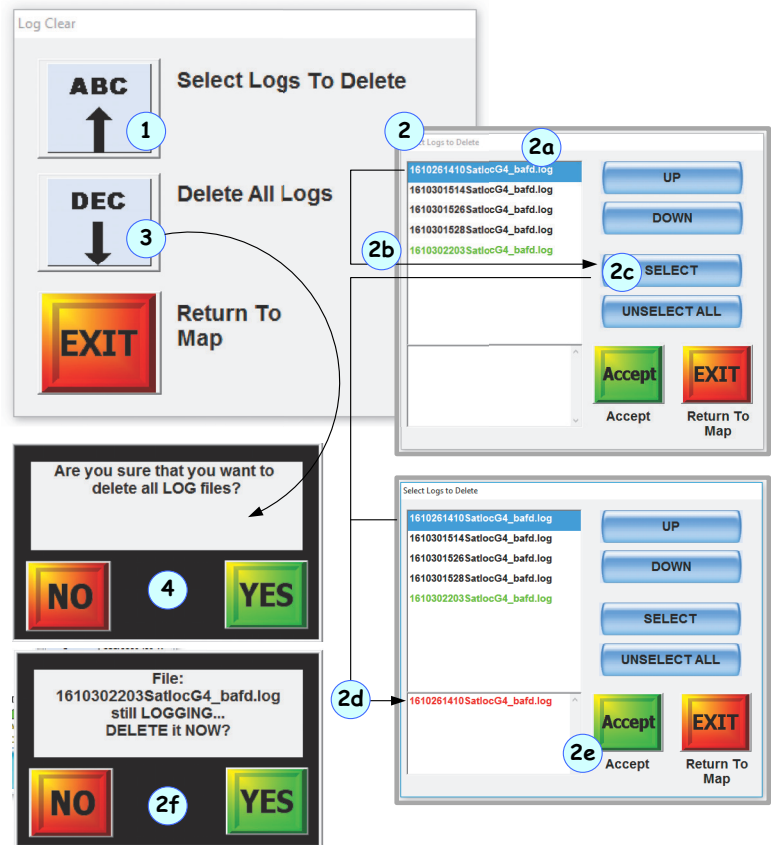 Log Clear
ABC
1
Select Logs To Delete
DEC
3
Delete All Logs
EXIT
Return To
Map
2
2a
Logs to Delete
1610261410SatlocG4_bafd.log
1610301514SatlocG4_bafd.log
1610301526SatlocG4_bafd.log
1610301528SatlocG4_bafd.log
1610302203SatlocG4_bafd.log
2b
UP
DOWN
2c
SELECT
UNSELECT ALL
Accept
EXIT
Accept
Return To
Map
Are you sure that you want to
delete all LOG files?
NO
4
YES
File:
1610302203SatlocG4_bafd.log
still LOGGING...
DELETE it NOW?
NO
2f
YES
Select Logs to Delete
1610261410SatlocG4_bafd.log
1610301514SatlocG4_bafd.log
1610301526SatlocG4_bafd.log
1610301528SatlocG4_bafd.log
1610302203SatlocG4_bafd.log
UP
DOWN
SELECT
UNSELECT ALL
2d
1610261410SatlocG4_bafd.log
Accept
EXIT
2e
Accept
Return To
Map